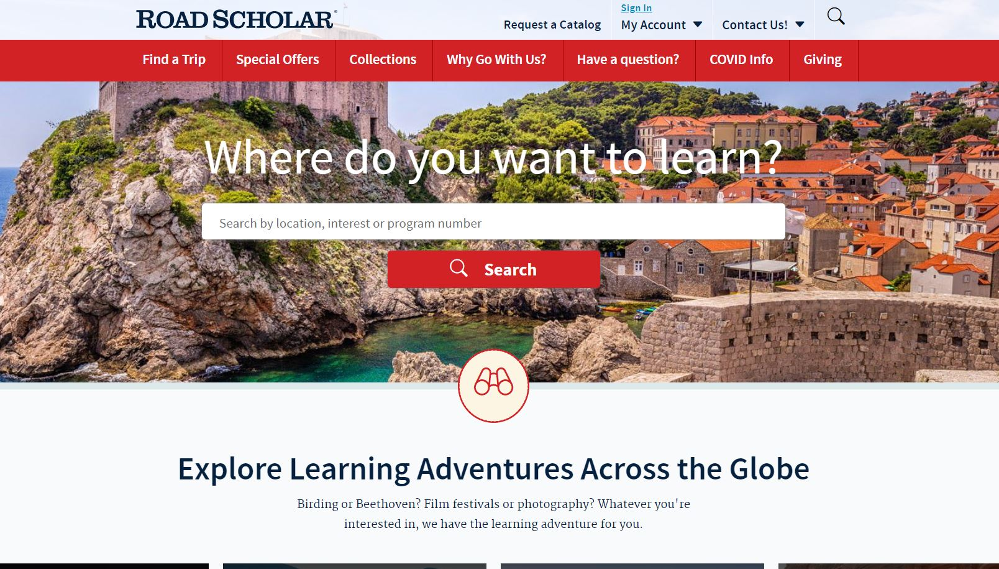 ROAD SCHOLAR®
Sign In
Request a Catalog
My Account
Contact Us!
Find a Trip
Special Offers
Collections
Why Go With Us?
Have a question?
COVID Info
Giving
Where do you want to learn?
Search by location, interest or program number
Search
Explore Learning Adventures Across the Globe
Birding or Beethoven? Film festivals or photography? Whatever you're
interested in, we have the learning adventure for you.